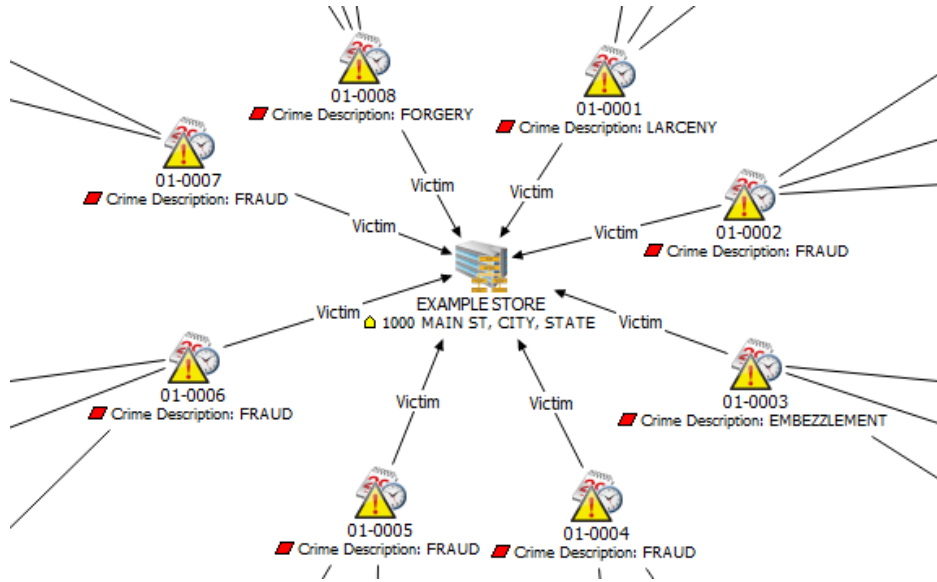 01-0008
Crime Description: FORGERY
01-0001
Crime Description: LARCENY
01-0007
Crime Description: FRAUD
01-0002
Crime Description: FRAUD
Victim
Victim
Victim
Victim
EXAMPLE STORE
1000 MAIN ST, CITY, STATE
Victim
Victim
01-0006
Crime Description: FRAUD
01-0003
Crime Description: EMBEZZLEMENT
Victim
Victim
01-0005
Crime Description: FRAUD
01-0004
Crime Description: FRAUD